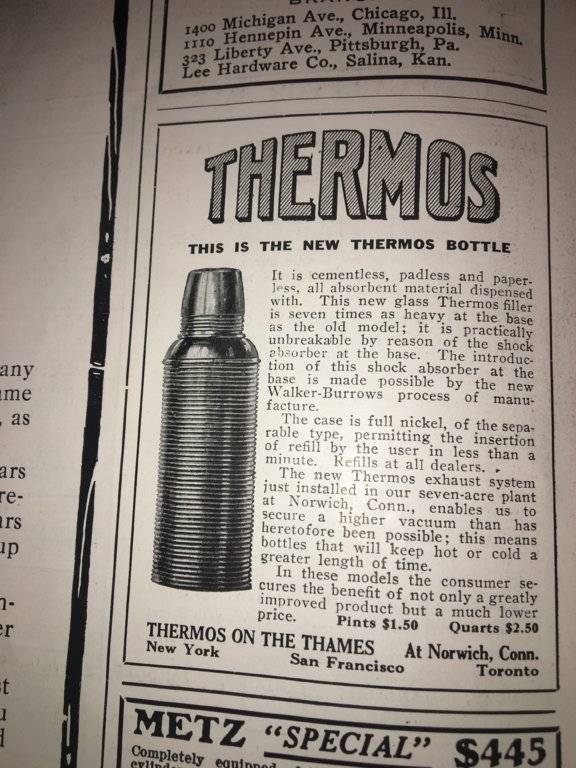 1400 Michigan Ave., Chicago, Ill.
1110 Hennepin Ave., Minneapolis, Minn.
323 Liberty Ave., Pittsburgh, Pa.
Lee Hardware Co., Salina, Kan.
THERMOS
THIS IS THE NEW THERMOS BOTTLE
It is cementless, padless and paper-
less, all absorbent material dispensed
with. This new glass Thermos filler
is seven times as heavy at the base
as the old model; it is practically
unbreakable by reason of the shock
absorber at the base. The introduc-
tion of this shock absorber at the
base is made possible by the new
Walker-Burrows process of manu-
facture.
The case is full nickel, of the sepa-
rable type, permitting the insertion
of refill by the user in less than a
minute. Refills at all dealers.
The new Thermos exhaust system
just installed in our seven-acre plant
at Norwich, Conn., enables us to
secure a higher vacuum than has
heretofore been possible; this means
bottles that will keep hot or cold a
greater length of time.
In these models the consumer se-
cures the benefit of not only a greatly
improved product but a much lower
price. Pints $1.50 Quarts $2.50
THERMOS ON THE THAMES At Norwich, Conn.
New York San Francisco Toronto
METZ "SPECIAL" $445
Completely equipped
any
ame
, as
ars
re-
up